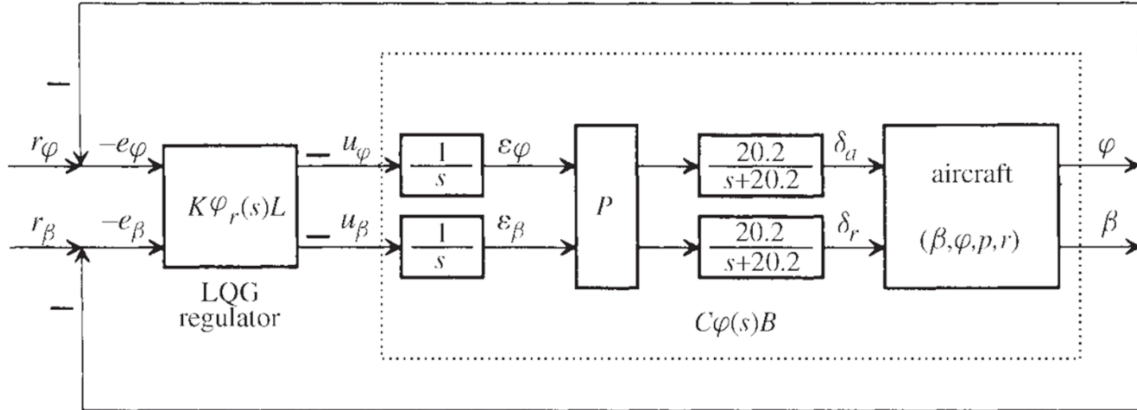 −
r_φ −e_φ − u_φ 1/s ε_φ 20.2/(s+20.2) δ_a φ
aircraft
P
Kφ_r(s)L
r_β −e_β − u_β 1/s ε_β 20.2/(s+20.2) δ_r (β,φ,p,r) β
LQG
regulator
−
Cφ(s)B